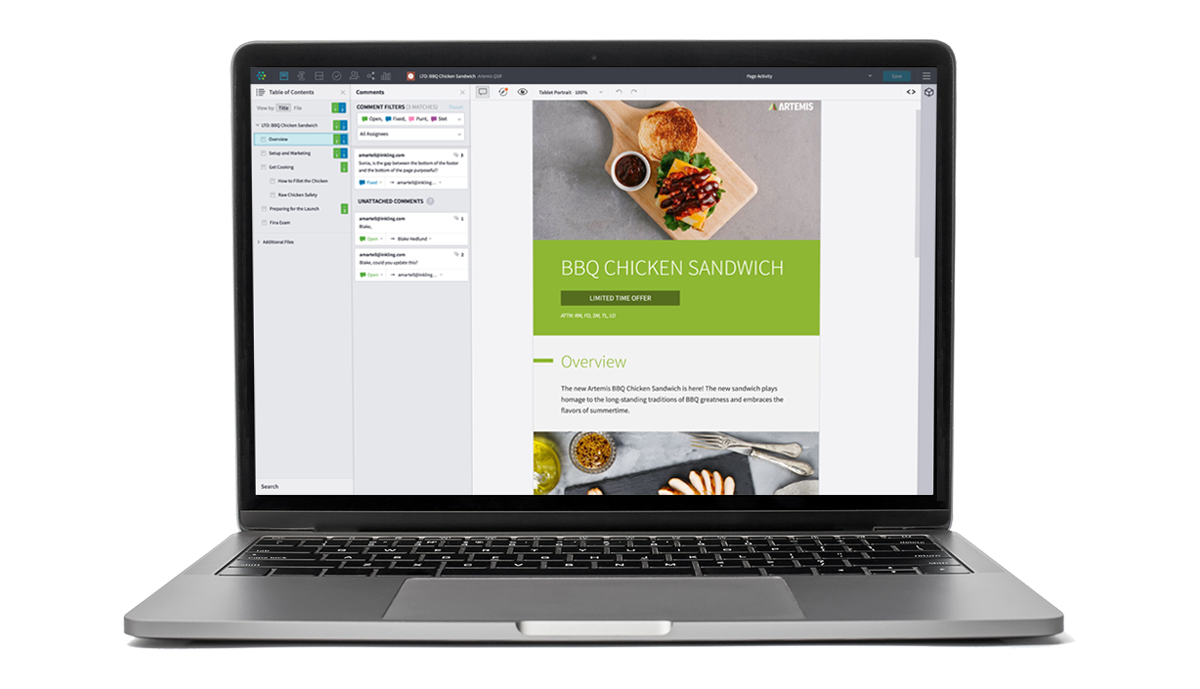 LTO: BBQ Chicken Sandwich Artemis QSR
Page Activity
Save
Table of Contents
View by: Title File
LTO: BBQ Chicken Sandwich
Overview
Setup and Marketing
Get Cooking
How to Fillet the Chicken
Raw Chicken Safety
Preparing for the Launch
Additional Files
Search
Comments
COMMENT FILTERS (3 MATCHES) Reset
Open, Fixed, Punt, Stet
All Assignees
amartell@inkling.com 3
Sonia, is the gap between the bottom of the footer
and the bottom of the page purposeful?
Fixed amartell@inkling...
UNATTACHED COMMENTS ?
amartell@inkling.com 1
Blake,
Open Blake Hedlund
amartell@inkling.com 2
Blake, could you update this?
Open amartell@inkling...
Tablet Portrait - 100%
ARTEMIS
BBQ CHICKEN SANDWICH
LIMITED TIME OFFER
ATTN: RM, FO, SM, TL, LO
Overview
The new Artemis BBQ Chicken Sandwich is here! The new sandwich plays
homage to the long-standing traditions of BBQ greatness and embraces the
flavors of summertime.